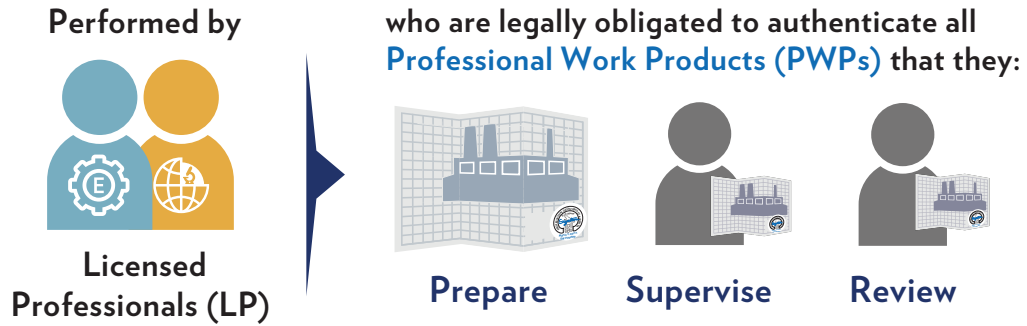 Performed by
who are legally obligated to authenticate all
Professional Work Products (PWPs) that they:
E
Licensed
Professionals (LP)
Prepare
Supervise
Review